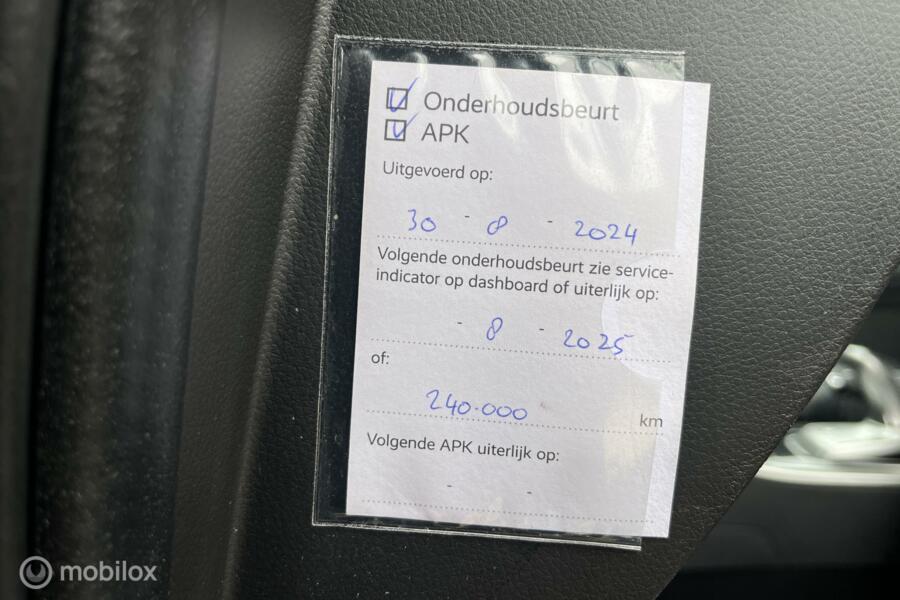 Onderhoudsbeurt
APK
Uitgevoerd op:
30 - 8 - 2024
Volgende onderhoudsbeurt zie service-
indicator op dashboard of uiterlijk op:
- 8 - 2025
of:
240.000 km
Volgende APK uiterlijk op:
- -
mobilox